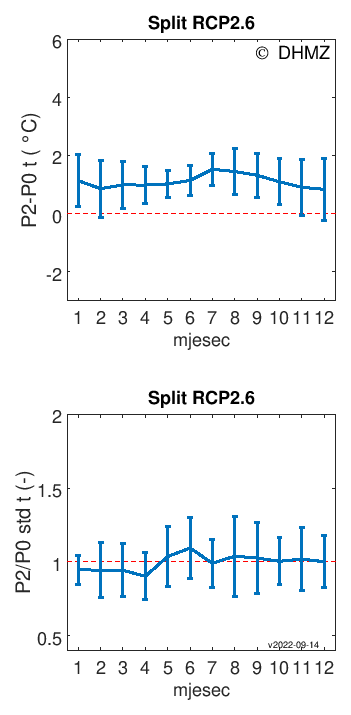 Split RCP2.6
© DHMZ
P2-P0 t ( °C)
6
4
2
0
-2
1 2 3 4 5 6 7 8 9 10 11 12
mjesec
Split RCP2.6
P2/P0 std t (-)
2
1.5
1
0.5
v2022-09-14
1 2 3 4 5 6 7 8 9 10 11 12
mjesec